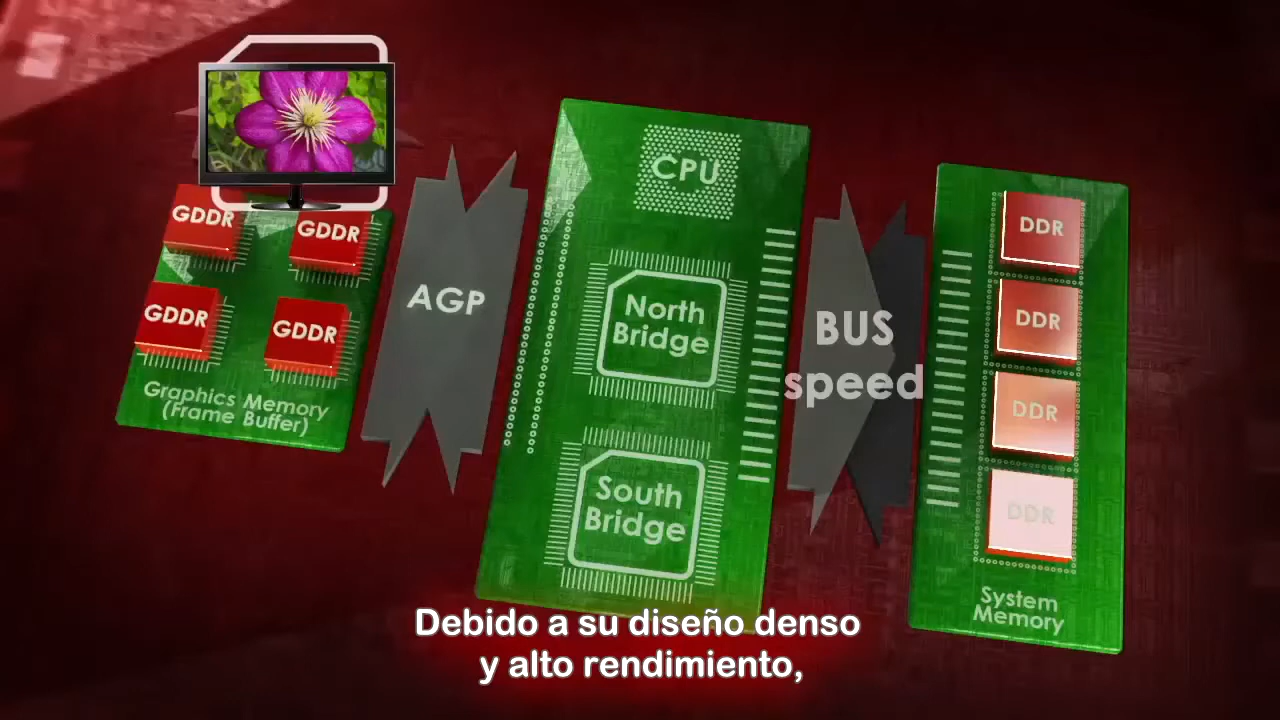 GDDR
GDDR
GDDR
GDDR
Graphics Memory
(Frame Buffer)
AGP
CPU
North
Bridge
South
Bridge
BUS
speed
DDR
DDR
DDR
DDR
System
Memory
Debido a su diseño denso
y alto rendimiento,